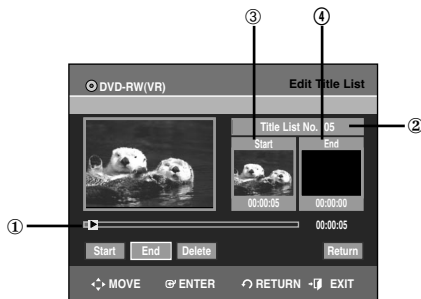 ③ ④
DVD-RW(VR) Edit Title List
Title List No. 05
②
Start End
00:00:05 00:00:00
①
00:00:05
Start End Delete Return
MOVE ENTER RETURN EXIT